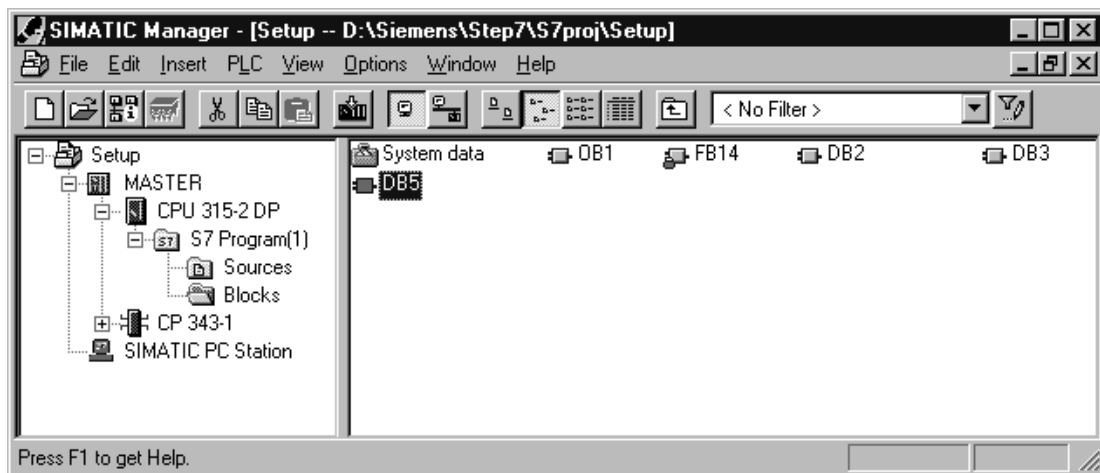 SIMATIC Manager - [Setup -- D:\Siemens\Step7\S7proj\Setup]
File Edit Insert PLC View Options Window Help
< No Filter >
Setup
MASTER
CPU 315-2 DP
S7 Program(1)
Sources
Blocks
CP 343-1
SIMATIC PC Station
System data OB1 FB14 DB2 DB3
DB5
Press F1 to get Help.